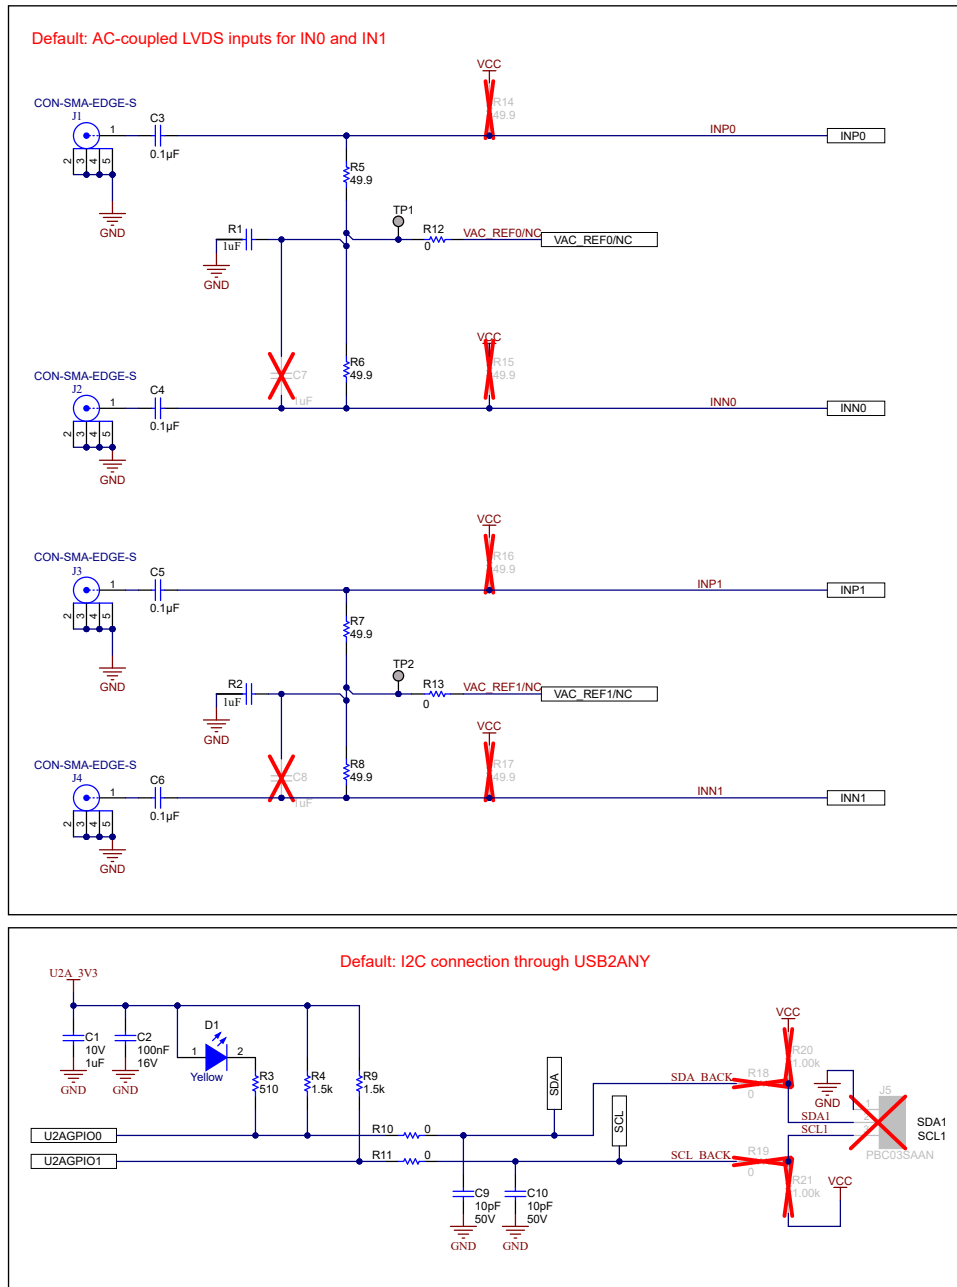 Default: AC-coupled LVDS inputs for IN0 and IN1
VCC
R14
49.9
CON-SMA-EDGE-S
J1
1
C3
0.1µF
2 3 4 5
GND
INP0
INP0
R5
49.9
TP1
R1
1uF
GND
R12
0
VAC_REF0/NC
VAC_REF0/NC
VCC
R15
49.9
R6
49.9
C7
1uF
CON-SMA-EDGE-S
J2
1
C4
0.1µF
2 3 4 5
GND
INN0
INN0
VCC
R16
49.9
CON-SMA-EDGE-S
J3
1
C5
0.1µF
2 3 4 5
GND
INP1
INP1
R7
49.9
TP2
R2
1uF
GND
R13
0
VAC_REF1/NC
VAC_REF1/NC
VCC
R17
49.9
R8
49.9
C8
1uF
CON-SMA-EDGE-S
J4
1
C6
0.1µF
2 3 4 5
GND
INN1
INN1
Default: I2C connection through USB2ANY
U2A_3V3
C1
10V
1uF
GND
C2
100nF
16V
GND
D1
1 2
Yellow
R3
510
R4
1.5k
R9
1.5k
SDA
SCL
VCC
R20
1.00k
SDA_BACK
R18
0
GND
J5
1
2
3
SDA1
SCL1
SDA1
SCL1
PBC03SAAN
U2AGPIO0
R10 0
U2AGPIO1
R11 0
SCL_BACK
R19
0
R21
1.00k
VCC
C9
10pF
50V
GND
C10
10pF
50V
GND